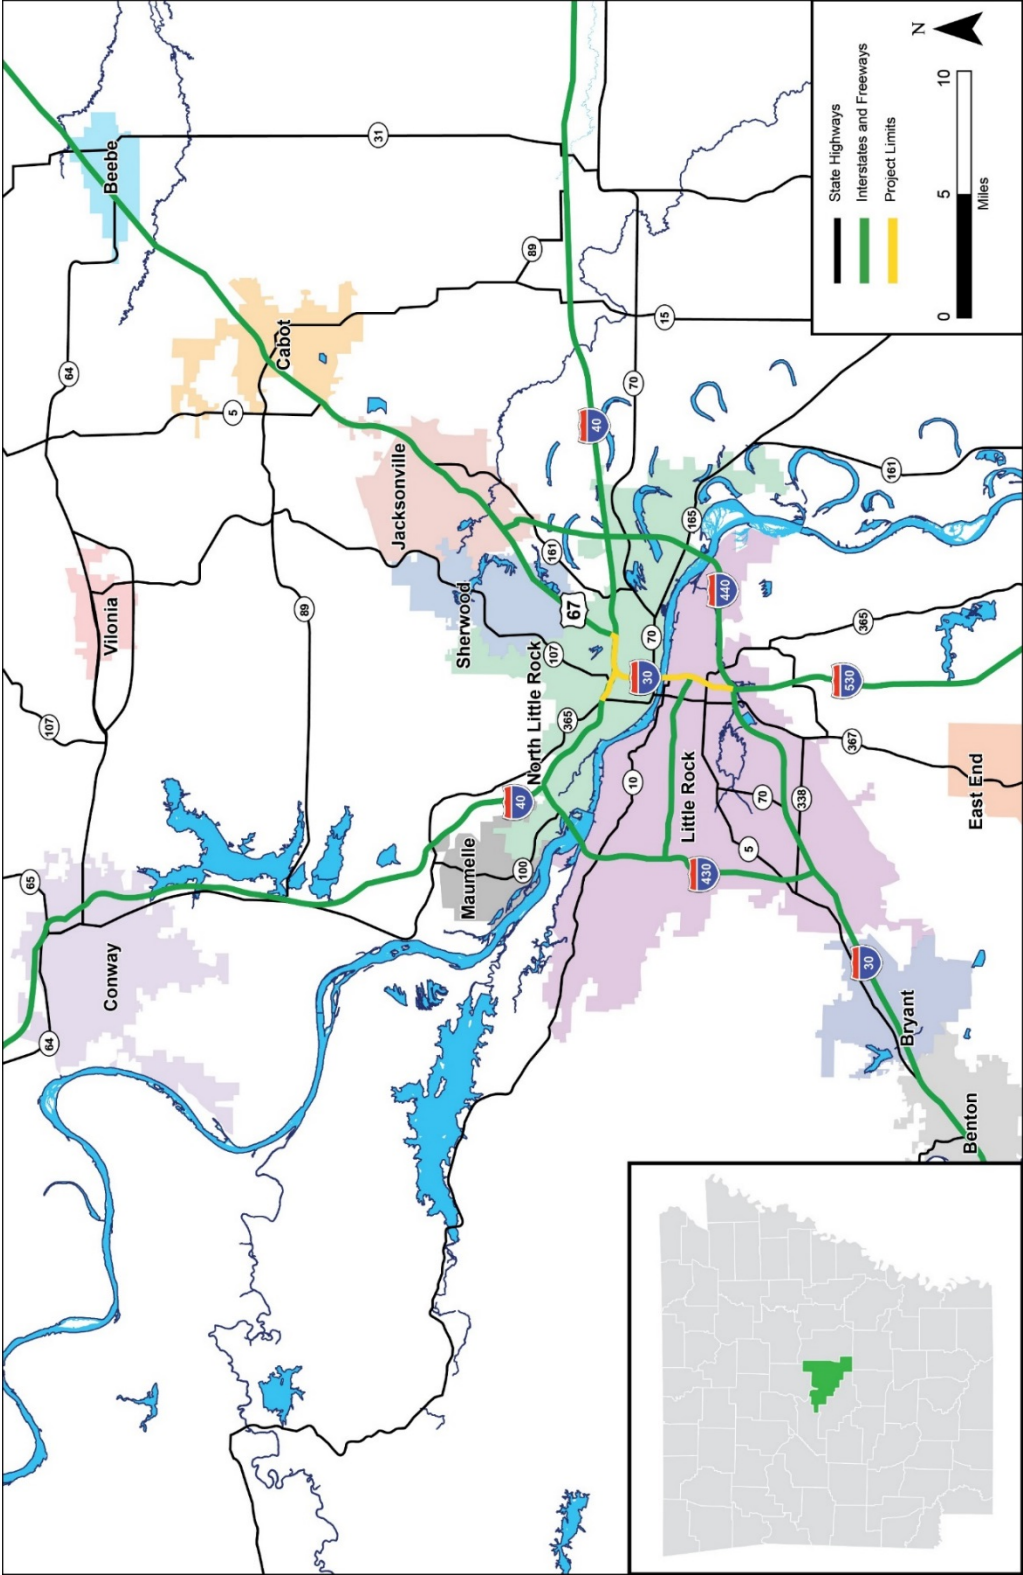 Beebe
31
64
Cabot
5
89
15
Vilonia
89
107
Jacksonville
Sherwood
161
67
107
40
70
165
161
70
440
30
365
North Little Rock
365
530
367
East End
10
Little Rock
70
338
5
430
40
Maumelle
100
65
Conway
64
30
Bryant
Benton
State Highways
Interstates and Freeways
Project Limits
0 5 10
Miles
N